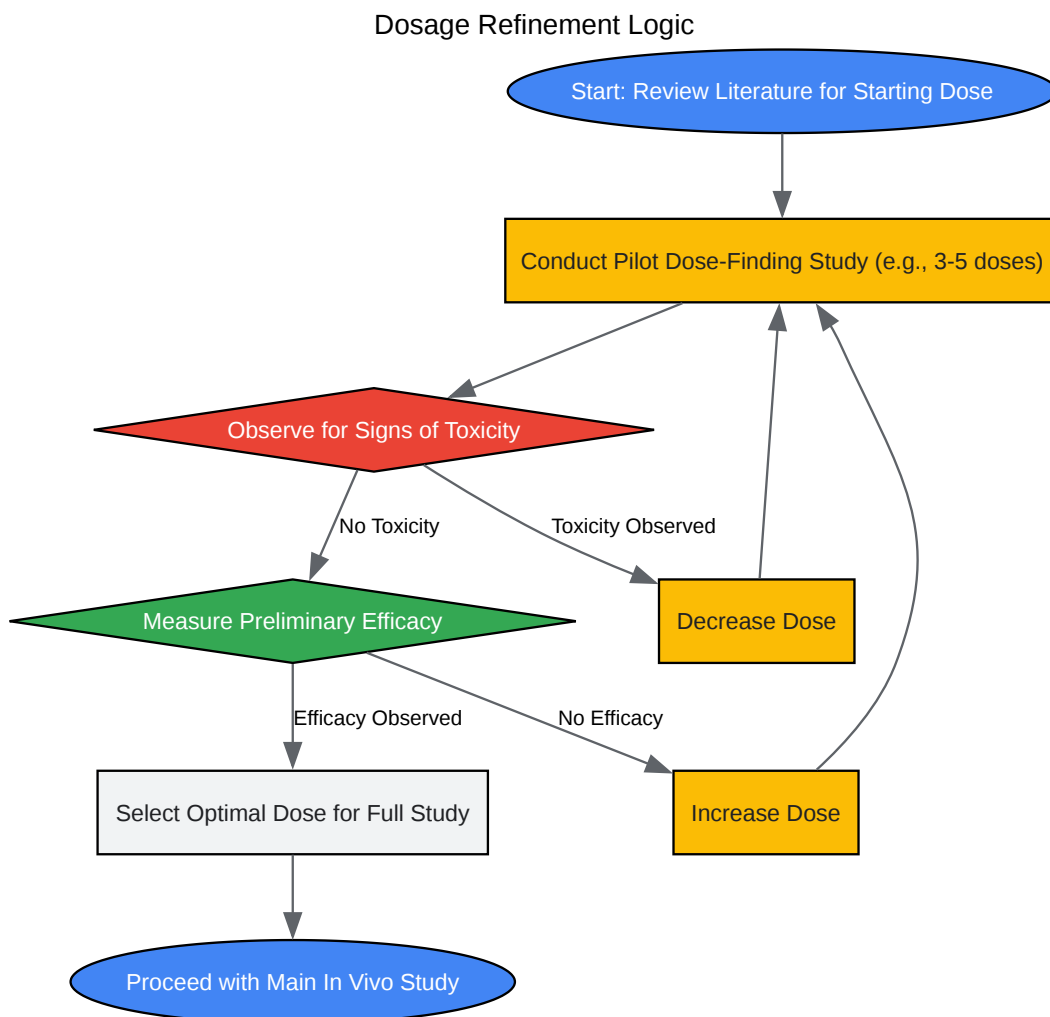 Dosage Refinement Logic
Start: Review Literature for Starting Dose
Conduct Pilot Dose-Finding Study (e.g., 3-5 doses)
Observe for Signs of Toxicity
No Toxicity
Toxicity Observed
Measure Preliminary Efficacy
Decrease Dose
Efficacy Observed
No Efficacy
Select Optimal Dose for Full Study
Increase Dose
Proceed with Main In Vivo Study